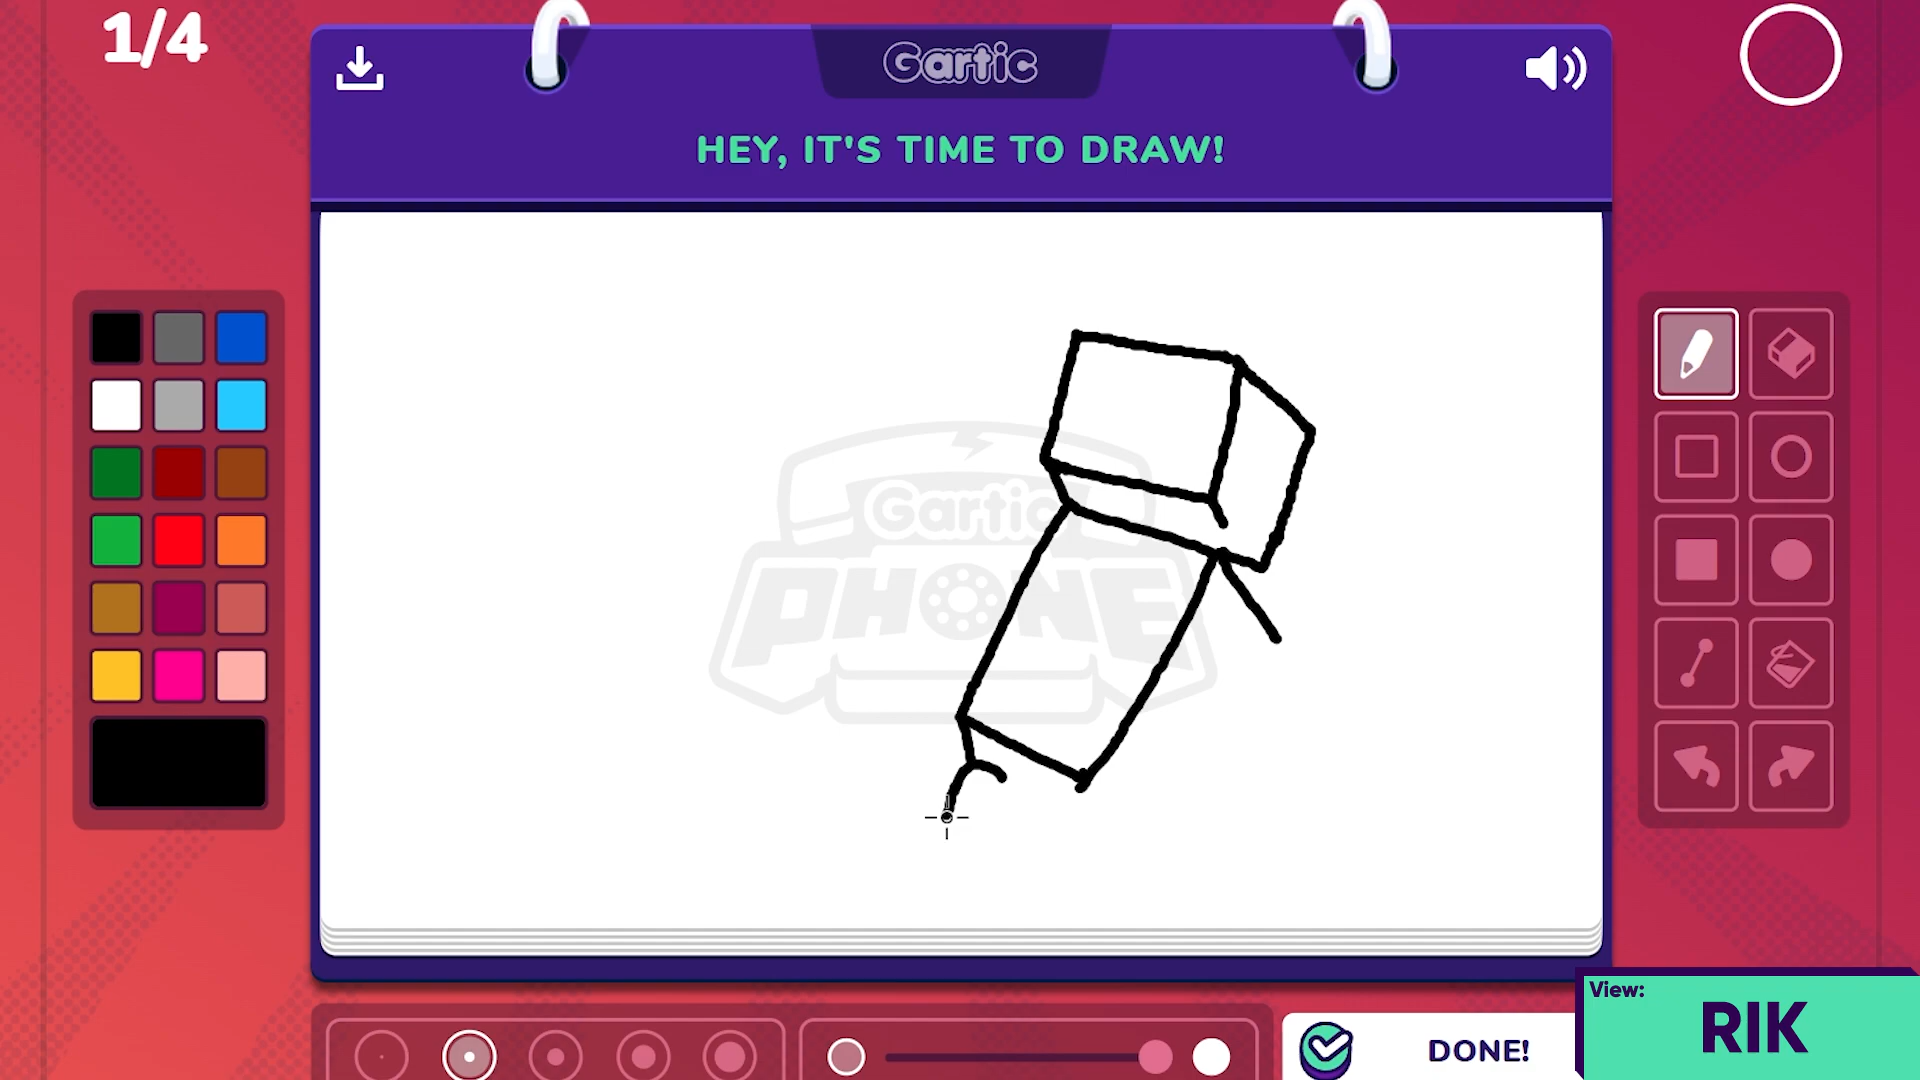 1/4
Gartic
HEY, IT'S TIME TO DRAW!
Gartic
PHONE
DONE!
View:
RIK